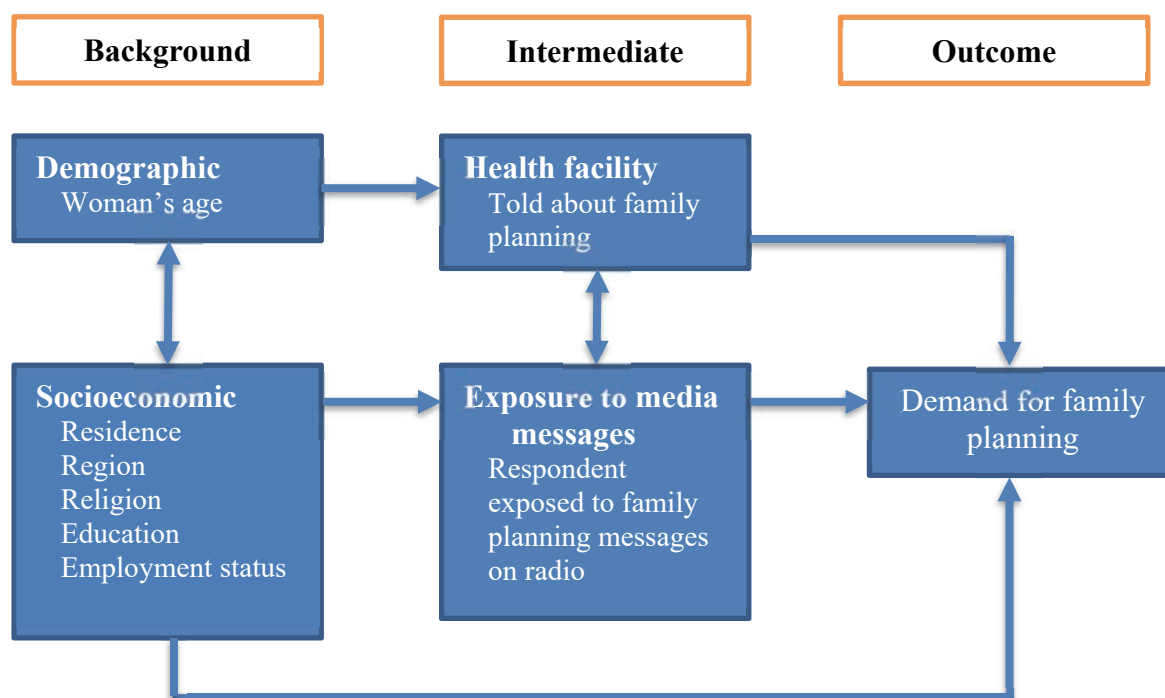 Background
Intermediate
Outcome
Demographic
Woman's age
Health facility
Told about family
planning
Socioeconomic
Residence
Region
Religion
Education
Employment status
Exposure to media
messages
Respondent
exposed to family
planning messages
on radio
Demand for family
planning